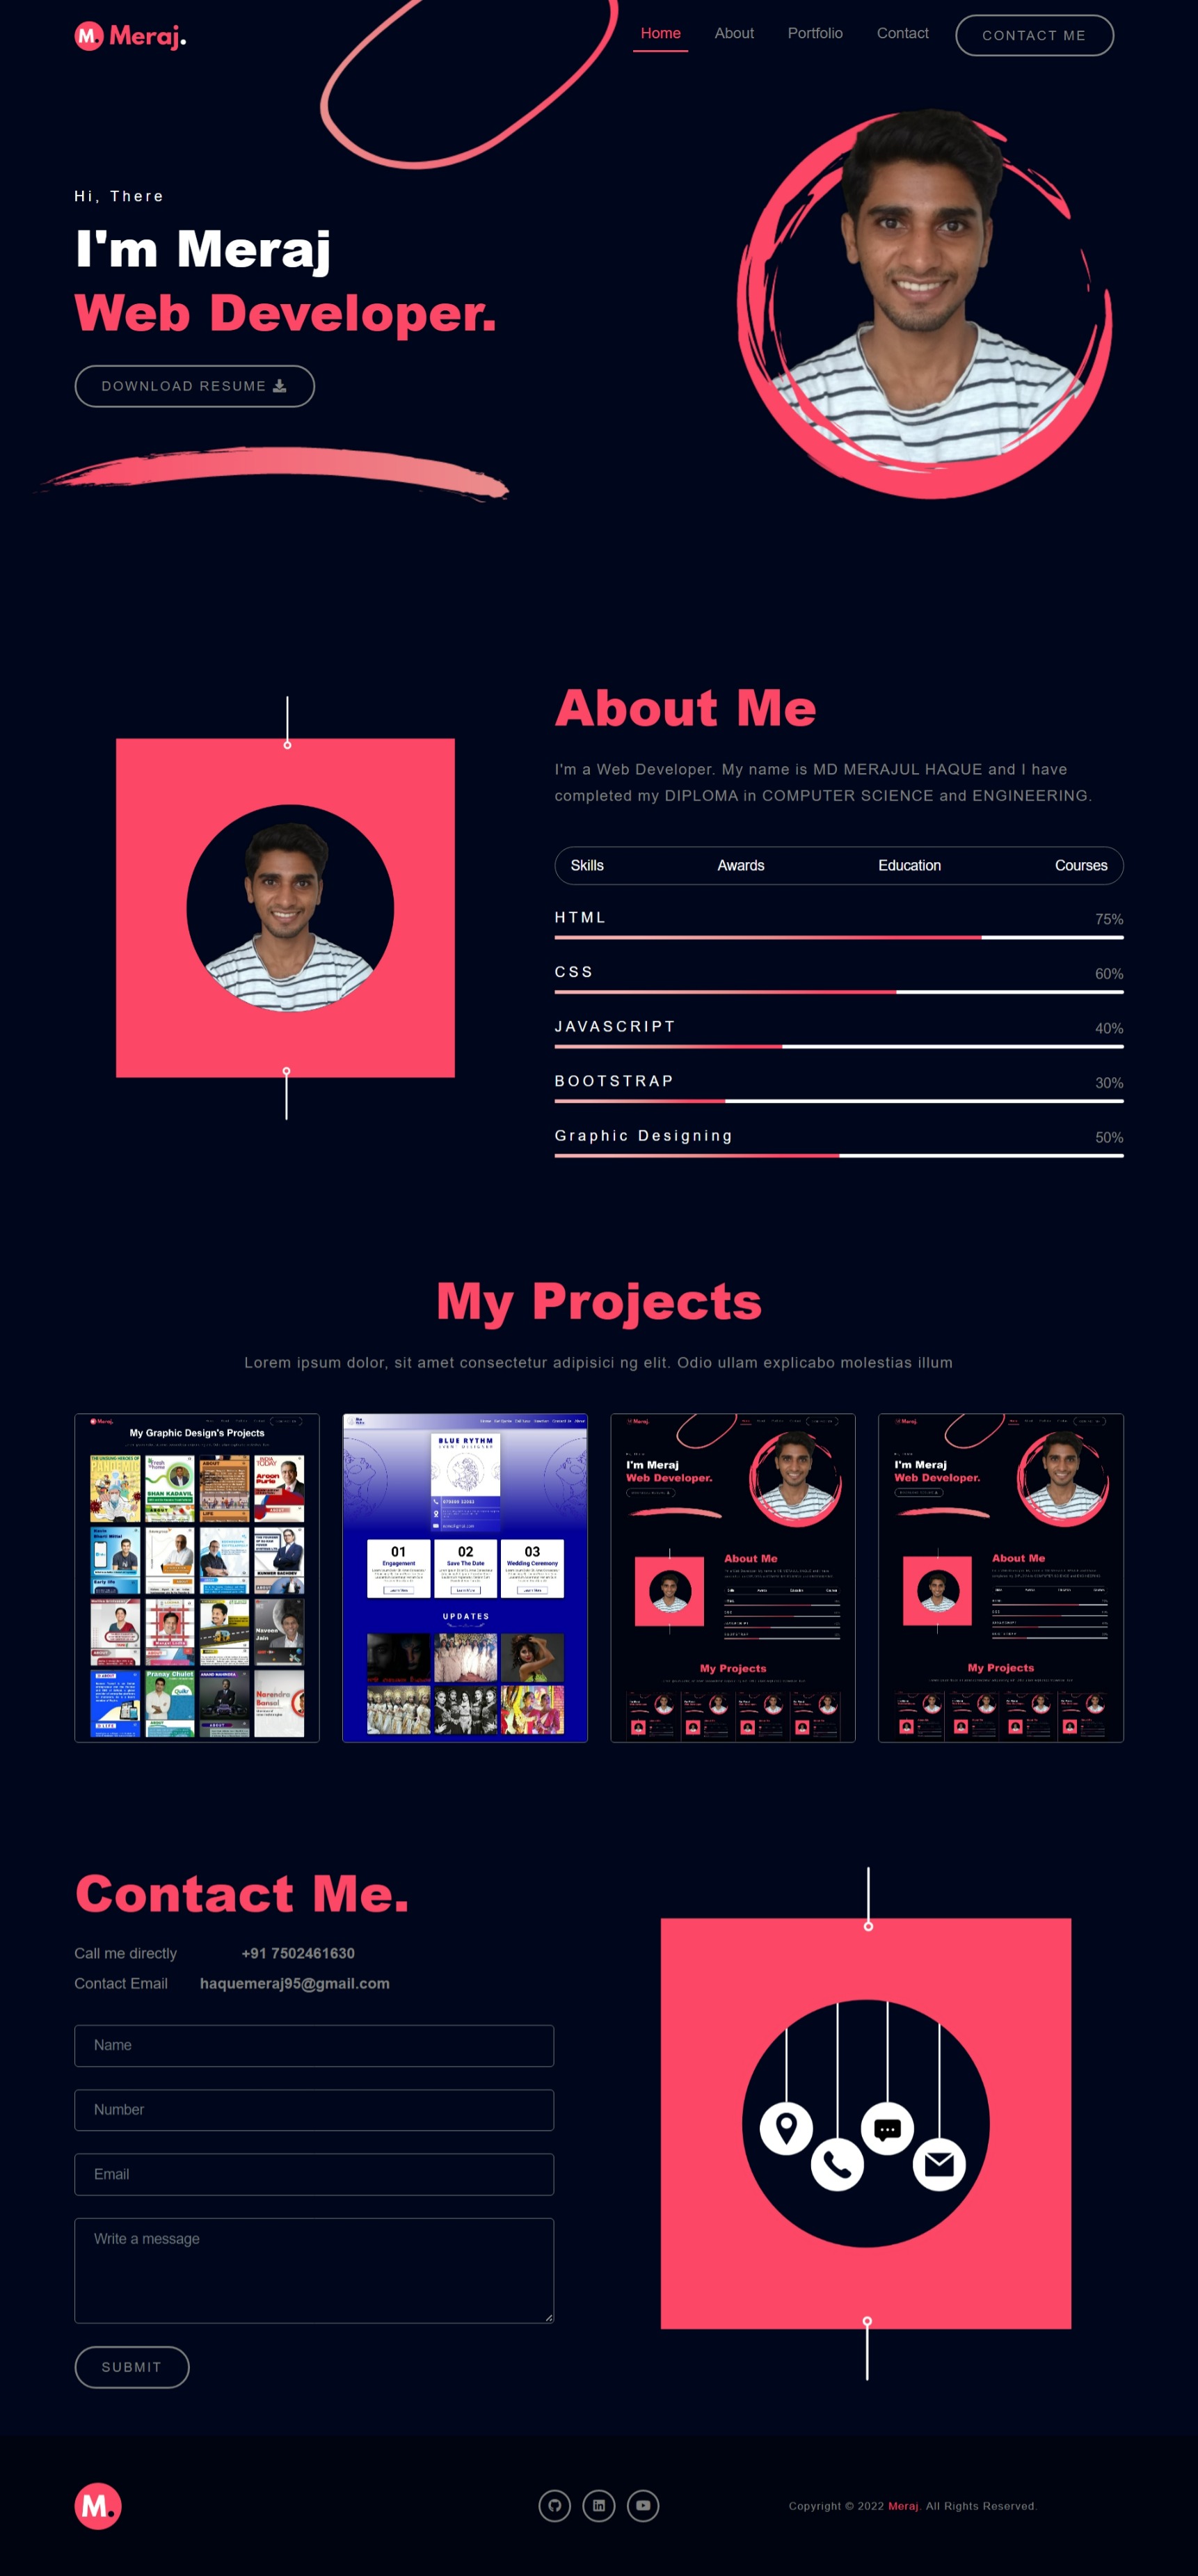 M. Meraj.
Home About Portfolio Contact CONTACT ME
Hi, There
I'm Meraj
Web Developer.
DOWNLOAD RESUME
About Me
I'm a Web Developer. My name is MD MERAJUL HAQUE and I have
completed my DIPLOMA in COMPUTER SCIENCE and ENGINEERING.
Skills Awards Education Courses
HTML 75%
CSS 60%
JAVASCRIPT 40%
BOOTSTRAP 30%
Graphic Designing 50%
My Projects
Lorem ipsum dolor, sit amet consectetur adipisici ng elit. Odio ullam explicabo molestias illum
Meraj.
My Graphic Design's Projects
BLUE RYTHM
EVENT DESIGNER
01 02 03
Engagement Save The Date Wedding Ceremony
UPDATES
Meraj.
I'm Meraj
Web Developer.
About Me
My Projects
Meraj.
I'm Meraj
Web Developer.
About Me
My Projects
Contact Me.
Call me directly +91 7502461630
Contact Email haquemeraj95@gmail.com
Name
Number
Email
Write a message
SUBMIT
M.
Copyright © 2022 Meraj. All Rights Reserved.